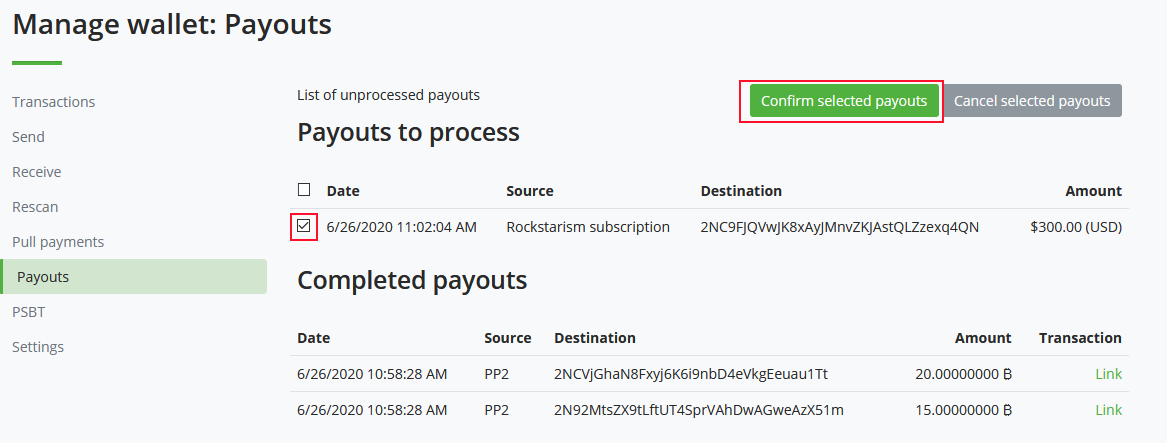 Manage wallet: Payouts
Transactions
Send
Receive
Rescan
Pull payments
Payouts
PSBT
Settings
List of unprocessed payouts
Confirm selected payouts Cancel selected payouts
Payouts to process
Date Source Destination Amount
6/26/2020 11:02:04 AM Rockstarism subscription 2NC9FJQVwJK8xAyJMnvZKJAstQLZzexq4QN $300.00 (USD)
Completed payouts
Date Source Destination Amount Transaction
6/26/2020 10:58:28 AM PP2 2NCVjGhaN8Fxyj6K6i9nbD4eVkgEeuau1Tt 20.00000000 ₿ Link
6/26/2020 10:58:28 AM PP2 2N92MtsZX9tLftUT4SprVAhDwAGweAzX51m 15.00000000 ₿ Link